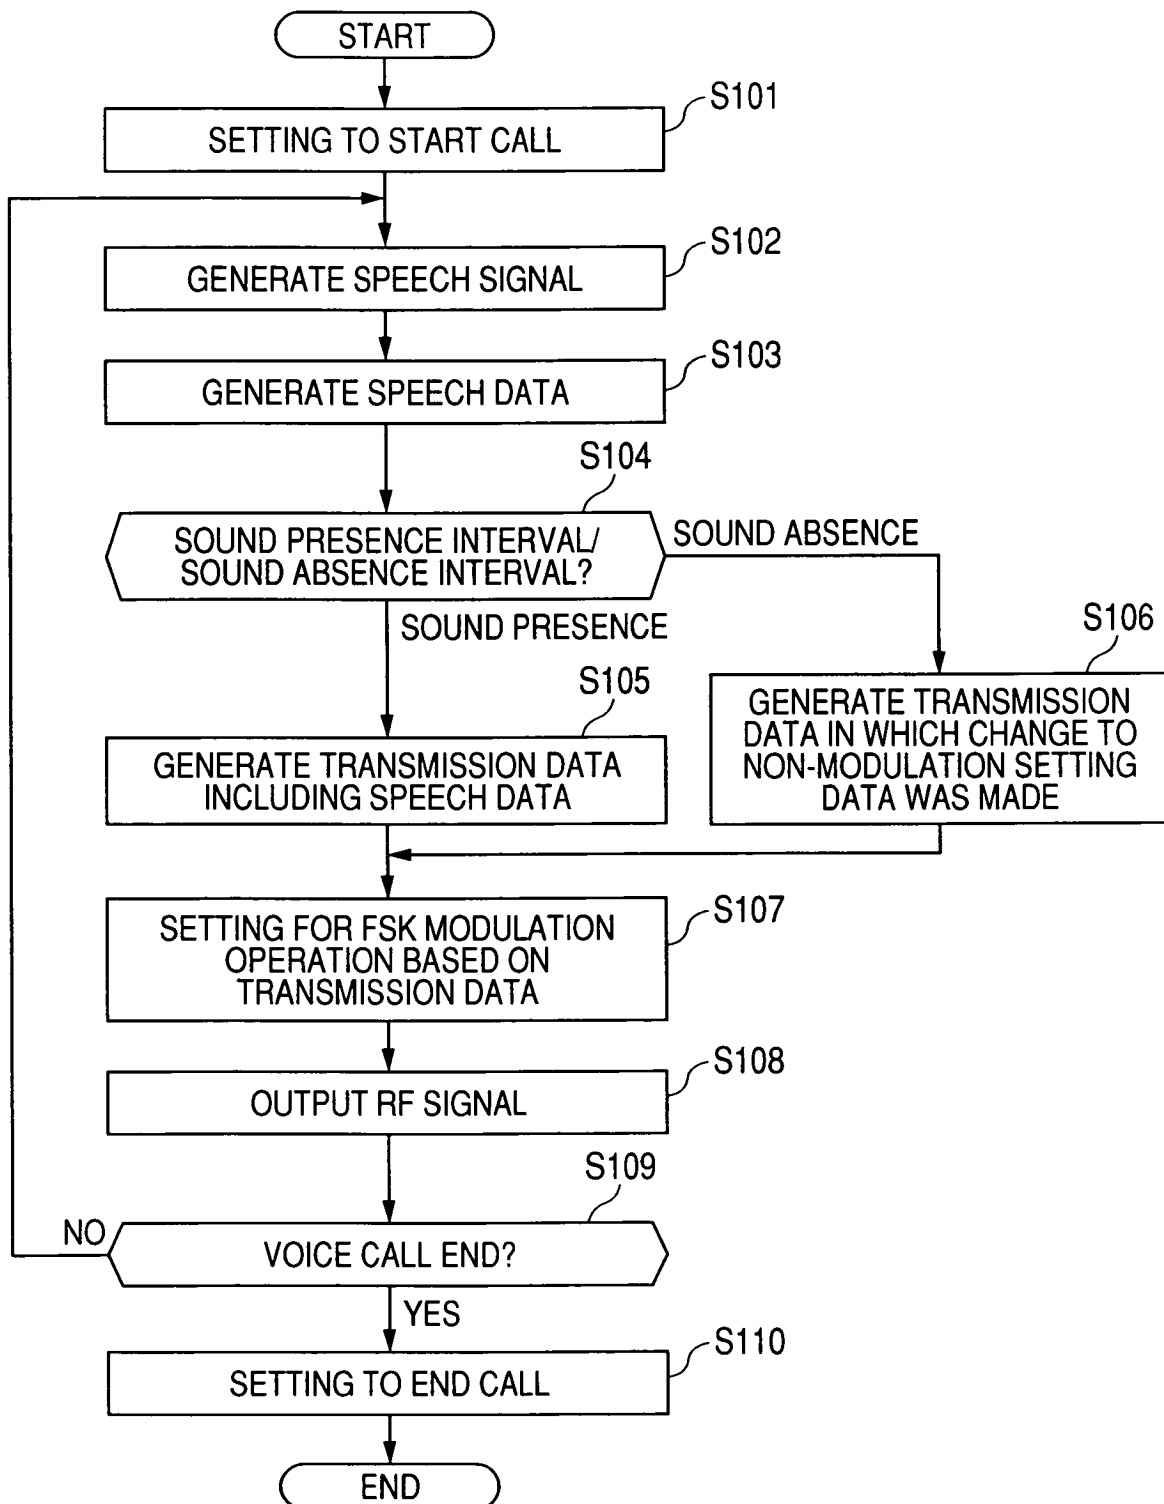 START
S101
SETTING TO START CALL
S102
GENERATE SPEECH SIGNAL
S103
GENERATE SPEECH DATA
S104
SOUND PRESENCE INTERVAL/
SOUND ABSENCE INTERVAL?
SOUND ABSENCE
SOUND PRESENCE
S105
GENERATE TRANSMISSION DATA
INCLUDING SPEECH DATA
S106
GENERATE TRANSMISSION
DATA IN WHICH CHANGE TO
NON-MODULATION SETTING
DATA WAS MADE
S107
SETTING FOR FSK MODULATION
OPERATION BASED ON
TRANSMISSION DATA
S108
OUTPUT RF SIGNAL
S109
NO
VOICE CALL END?
YES
S110
SETTING TO END CALL
END